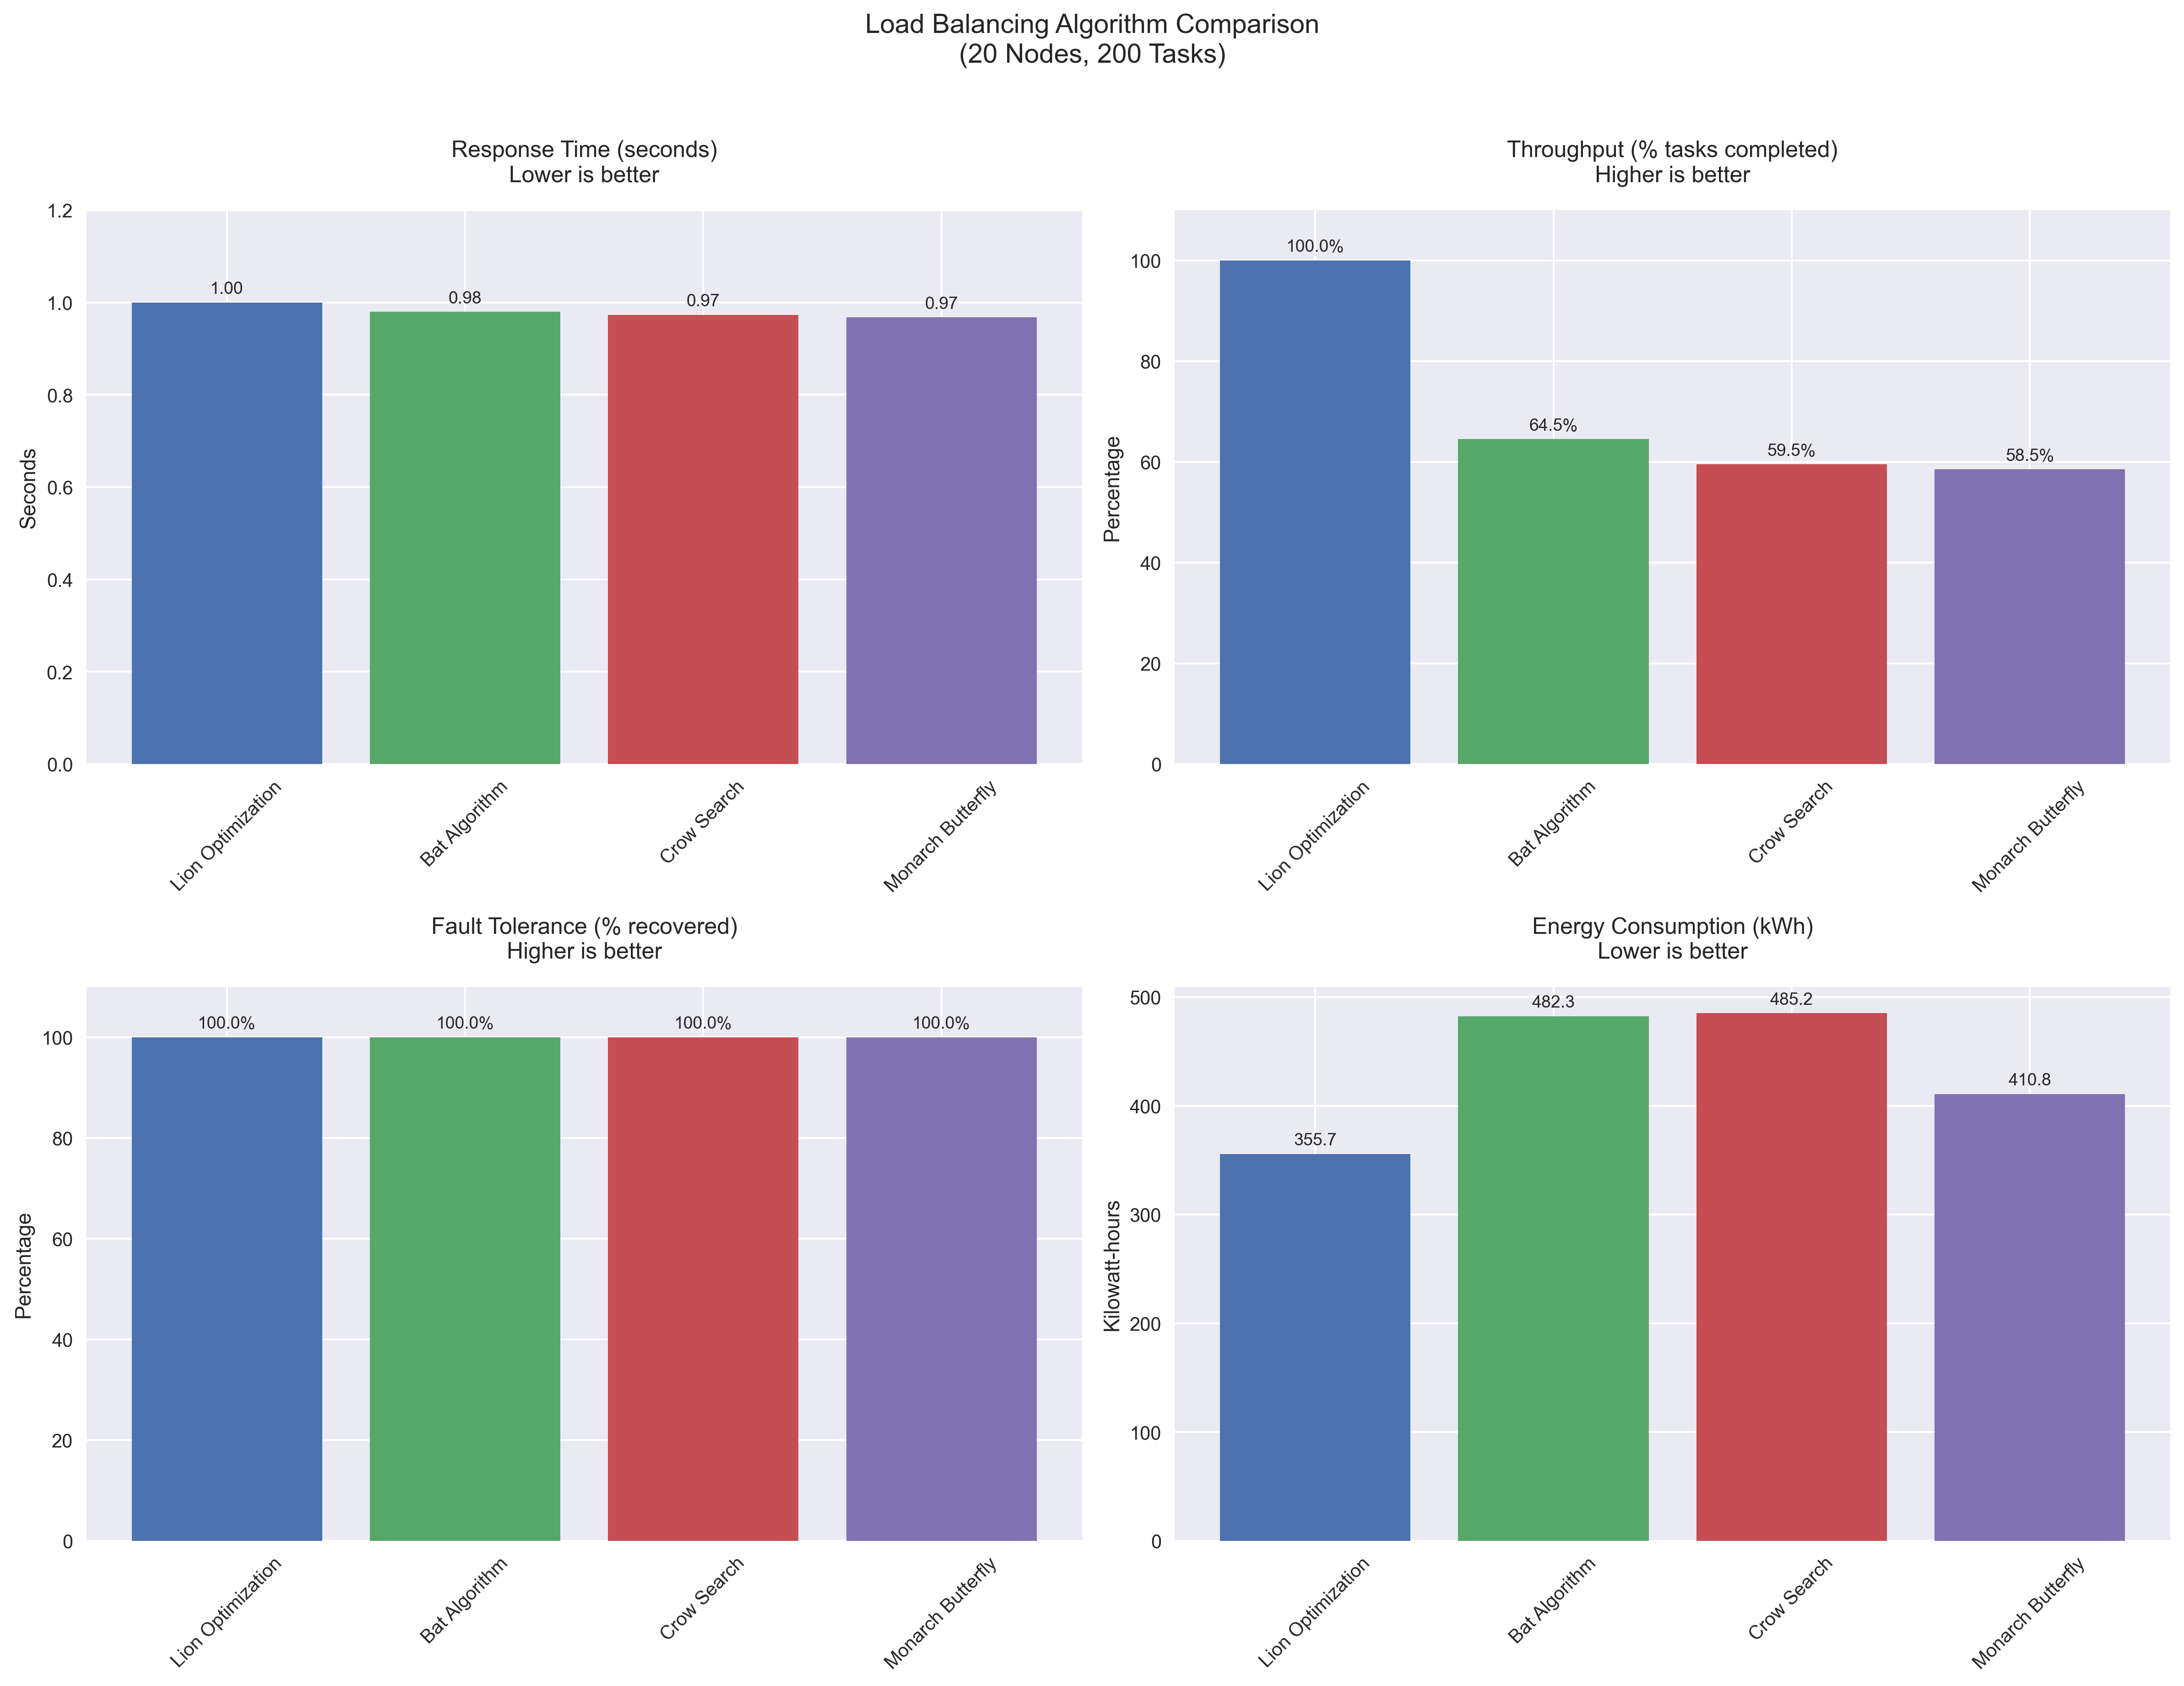 Load Balancing Algorithm Comparison
(20 Nodes, 200 Tasks)
Response Time (seconds)
Lower is better
1.2
1.0
0.8
0.6
0.4
0.2
0.0
Seconds
1.00
0.98
0.97
0.97
Lion Optimization
Bat Algorithm
Crow Search
Monarch Butterfly
Throughput (% tasks completed)
Higher is better
100
80
60
40
20
0
Percentage
100.0%
64.5%
59.5%
58.5%
Lion Optimization
Bat Algorithm
Crow Search
Monarch Butterfly
Fault Tolerance (% recovered)
Higher is better
100
80
60
40
20
0
Percentage
100.0%
100.0%
100.0%
100.0%
Lion Optimization
Bat Algorithm
Crow Search
Monarch Butterfly
Energy Consumption (kWh)
Lower is better
500
400
300
200
100
0
Kilowatt-hours
355.7
482.3
485.2
410.8
Lion Optimization
Bat Algorithm
Crow Search
Monarch Butterfly